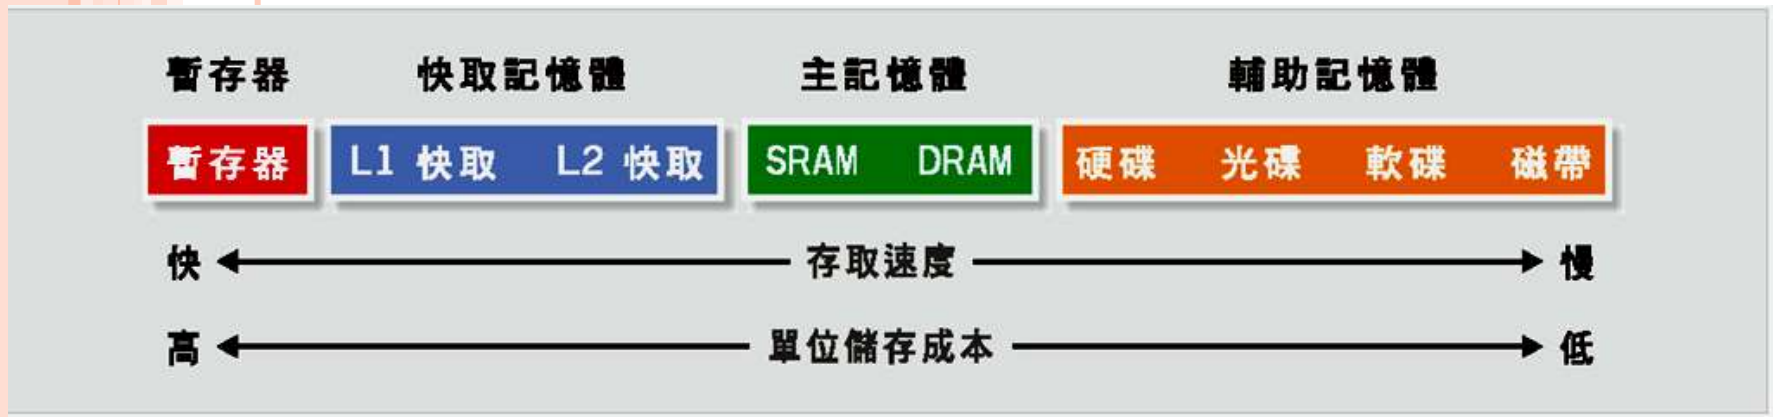 暫存器 快取記憶體 主記憶體 輔助記憶體
暫存器 L1 快取 L2 快取 SRAM DRAM 硬碟 光碟 軟碟 磁帶
快 存取速度 慢
高 單位儲存成本 低